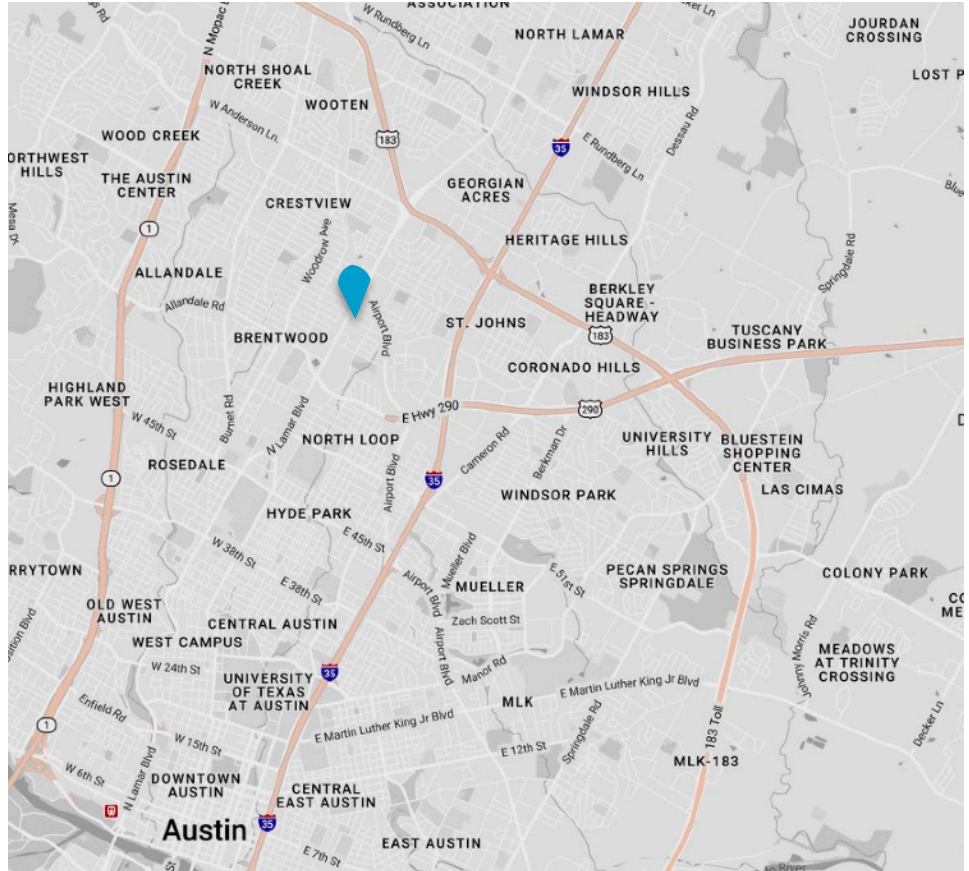 ASSOCIATION
W Rundberg Ln
N Mopac
NORTH LAMAR
JOURDAN
CROSSING
LOST P
NORTH SHOAL
CREEK
WOOTEN
WINDSOR HILLS
W Anderson Ln.
WOOD CREEK
183
35
E Rundberg Ln
Dessau Rd
ORTHWEST
HILLS
THE AUSTIN
CENTER
GEORGIAN
ACRES
Blue
CRESTVIEW
Mesa Dr.
1
Woodrow Ave
HERITAGE HILLS
Springdale Rd
ALLANDALE
Allandale Rd
BERKLEY
SQUARE -
HEADWAY
Airport Blvd
ST. JOHNS
183
TUSCANY
BUSINESS PARK
BRENTWOOD
CORONADO HILLS
HIGHLAND
PARK WEST
W 45th St
Burnet Rd
N Lamar Blvd
E Hwy 290
290
NORTH LOOP
Cameron Rd
Berkman Dr
UNIVERSITY
HILLS
BLUESTEIN
SHOPPING
CENTER
ROSEDALE
1
Airport Blvd
35
WINDSOR PARK
LAS CIMAS
HYDE PARK
E 45th St
W 38th St
E 38th St
Mueller Blvd
E 51st St
PECAN SPRINGS
SPRINGDALE
COLONY PARK
RRYTOWN
Airport Blvd
MUELLER
CO
ME
OLD WEST
AUSTIN
CENTRAL AUSTIN
Zach Scott St
WEST CAMPUS
Airport Blvd
Johnny Morris Rd
MEADOWS
AT TRINITY
CROSSING
W 24th St
35
Manor Rd
UNIVERSITY
OF TEXAS
AT AUSTIN
E Martin Luther King Jr Blvd
MLK
Enfield Rd
1
E Martin Luther King Jr Blvd
Springdale Rd
183 Toll
Decker Ln
W 15th St
E 12th St
MLK-183
W 6th St
N Lamar Blvd
DOWNTOWN
AUSTIN
CENTRAL
EAST AUSTIN
Austin
35
E 7th St
EAST AUSTIN